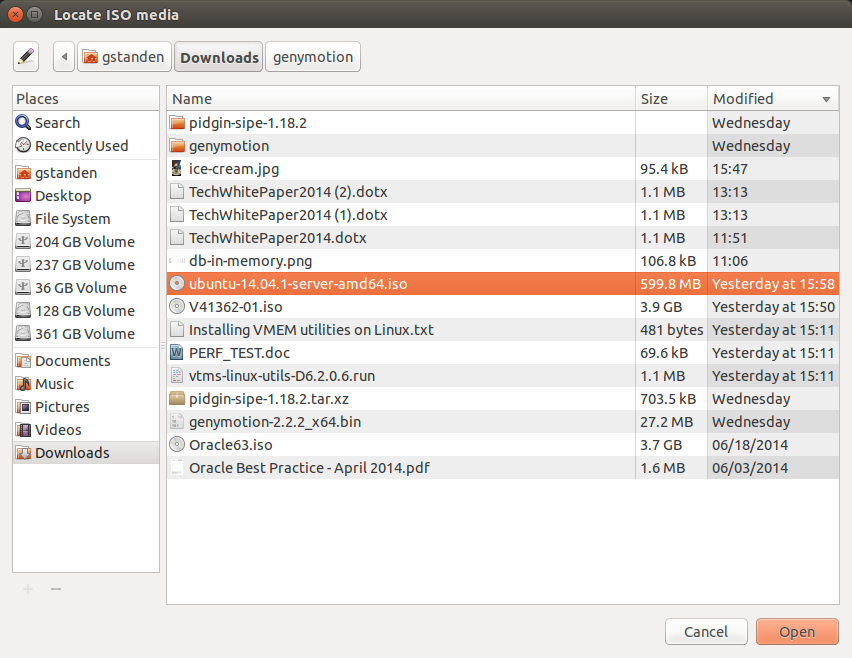 Locate ISO media
gstanden Downloads genymotion
Places
Search
Recently Used
gstanden
Desktop
File System
204 GB Volume
237 GB Volume
36 GB Volume
128 GB Volume
361 GB Volume
Documents
Music
Pictures
Videos
Downloads
Name Size Modified
pidgin-sipe-1.18.2 Wednesday
genymotion Wednesday
ice-cream.jpg 95.4 kB 15:47
TechWhitePaper2014 (2).dotx 1.1 MB 13:13
TechWhitePaper2014 (1).dotx 1.1 MB 13:13
TechWhitePaper2014.dotx 1.1 MB 11:51
db-in-memory.png 106.8 kB 11:06
ubuntu-14.04.1-server-amd64.iso 599.8 MB Yesterday at 15:58
V41362-01.iso 3.9 GB Yesterday at 15:50
Installing VMEM utilities on Linux.txt 481 bytes Yesterday at 15:11
PERF_TEST.doc 69.6 kB Yesterday at 15:11
vtms-linux-utils-D6.2.0.6.run 1.1 MB Yesterday at 15:11
pidgin-sipe-1.18.2.tar.xz 703.5 kB Wednesday
genymotion-2.2.2_x64.bin 27.2 MB Wednesday
Oracle63.iso 3.7 GB 06/18/2014
Oracle Best Practice - April 2014.pdf 1.6 MB 06/03/2014
Cancel Open